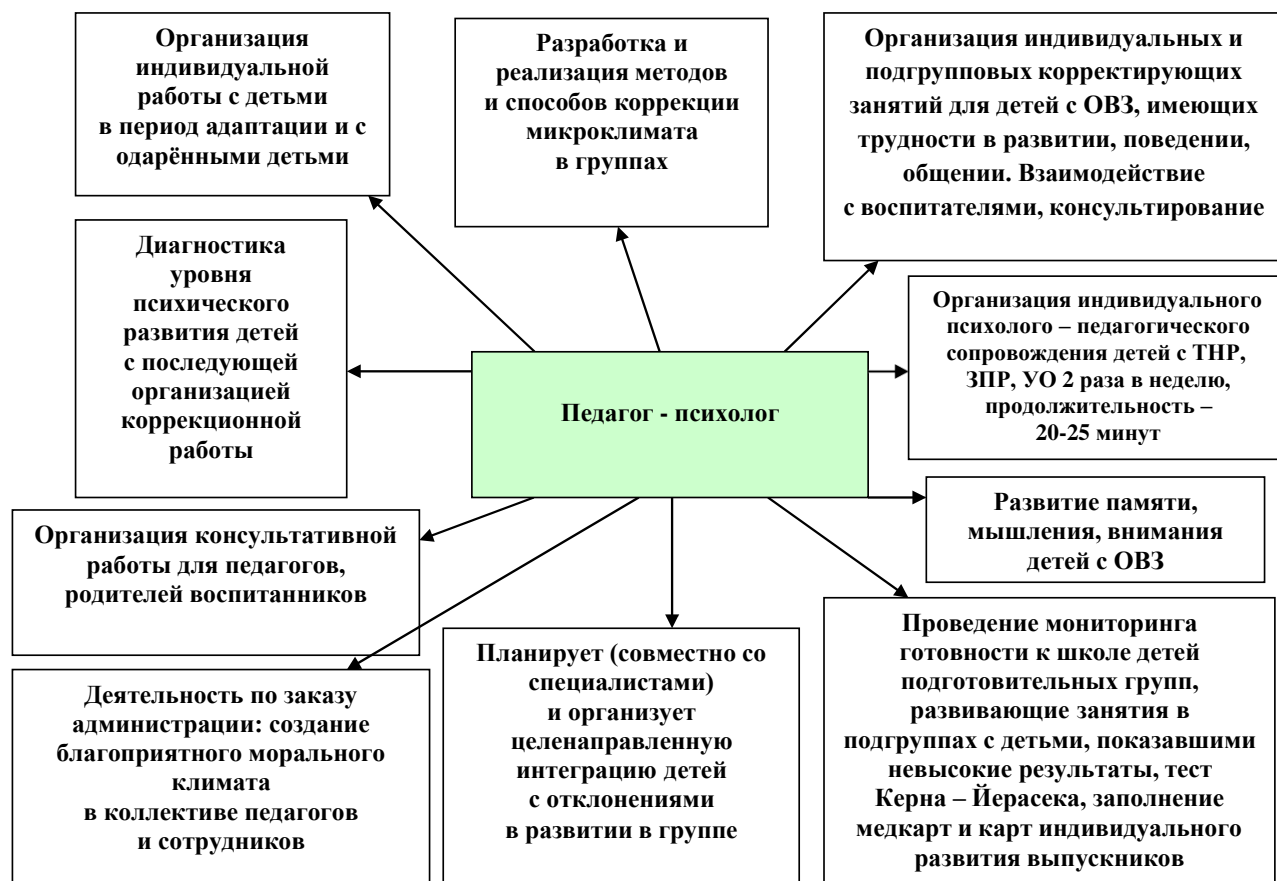 Организация
индивидуальной
работы с детьми
в период адаптации и с
одарёнными детьми
Разработка и
реализация методов
и способов коррекции
микроклимата
в группах
Организация индивидуальных и
подгрупповых корректирующих
занятий для детей с ОВЗ, имеющих
трудности в развитии, поведении,
общении. Взаимодействие
с воспитателями, консультирование
Диагностика
уровня
психического
развития детей
с последующей
организацией
коррекционной
работы
Педагог - психолог
Организация индивидуального
психолого – педагогического
сопровождения детей с ТНР,
ЗПР, УО 2 раза в неделю,
продолжительность –
20-25 минут
Развитие памяти,
мышления, внимания
детей с ОВЗ
Организация консультативной
работы для педагогов,
родителей воспитанников
Деятельность по заказу
администрации: создание
благоприятного морального
климата
в коллективе педагогов
и сотрудников
Планирует (совместно со
специалистами)
и организует
целенаправленную
интеграцию детей
с отклонениями
в развитии в группе
Проведение мониторинга
готовности к школе детей
подготовительных групп,
развивающие занятия в
подгруппах с детьми, показавшими
невысокие результаты, тест
Керна – Йерасека, заполнение
медкарт и карт индивидуального
развития выпускников